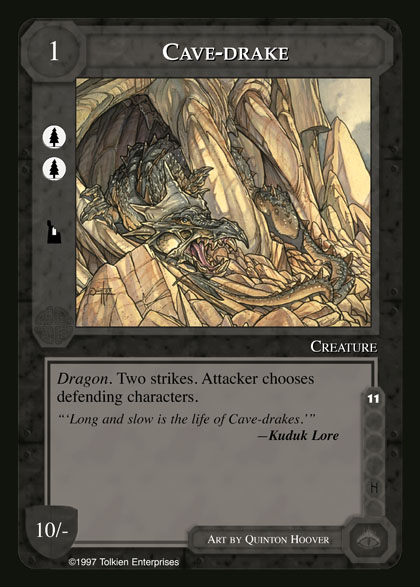 1
CAVE-DRAKE
CREATURE
Dragon. Two strikes. Attacker chooses
defending characters.
“‘Long and slow is the life of Cave-drakes.’”
—Kuduk Lore
11
10/-
ART BY QUINTON HOOVER
©1997 Tolkien Enterprises